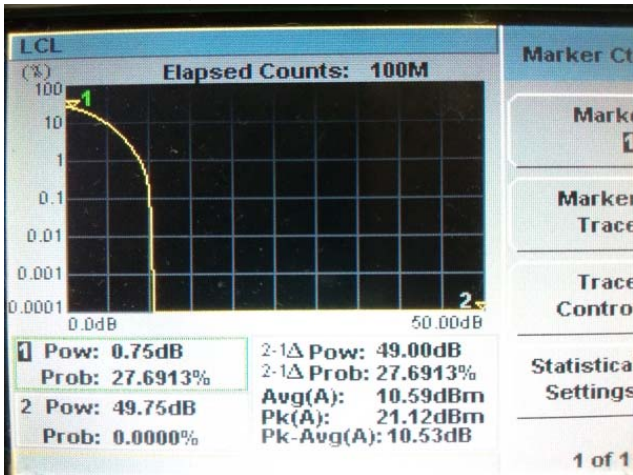 LCL
(%) Elapsed Counts: 100M
100
1
10
1
0.1
0.01
0.001
0.0001
2
0.0dB 50.00dB
1 Pow: 0.75dB
Prob: 27.6913%
2 Pow: 49.75dB
Prob: 0.0000%
2-1Δ Pow: 49.00dB
2-1Δ Prob: 27.6913%
Avg(A): 10.59dBm
Pk(A): 21.12dBm
Pk-Avg(A): 10.53dB
Marker Ct
Marke
1
Marker
Trace
Trace
Contro
Statistica
Settings
1 of 1